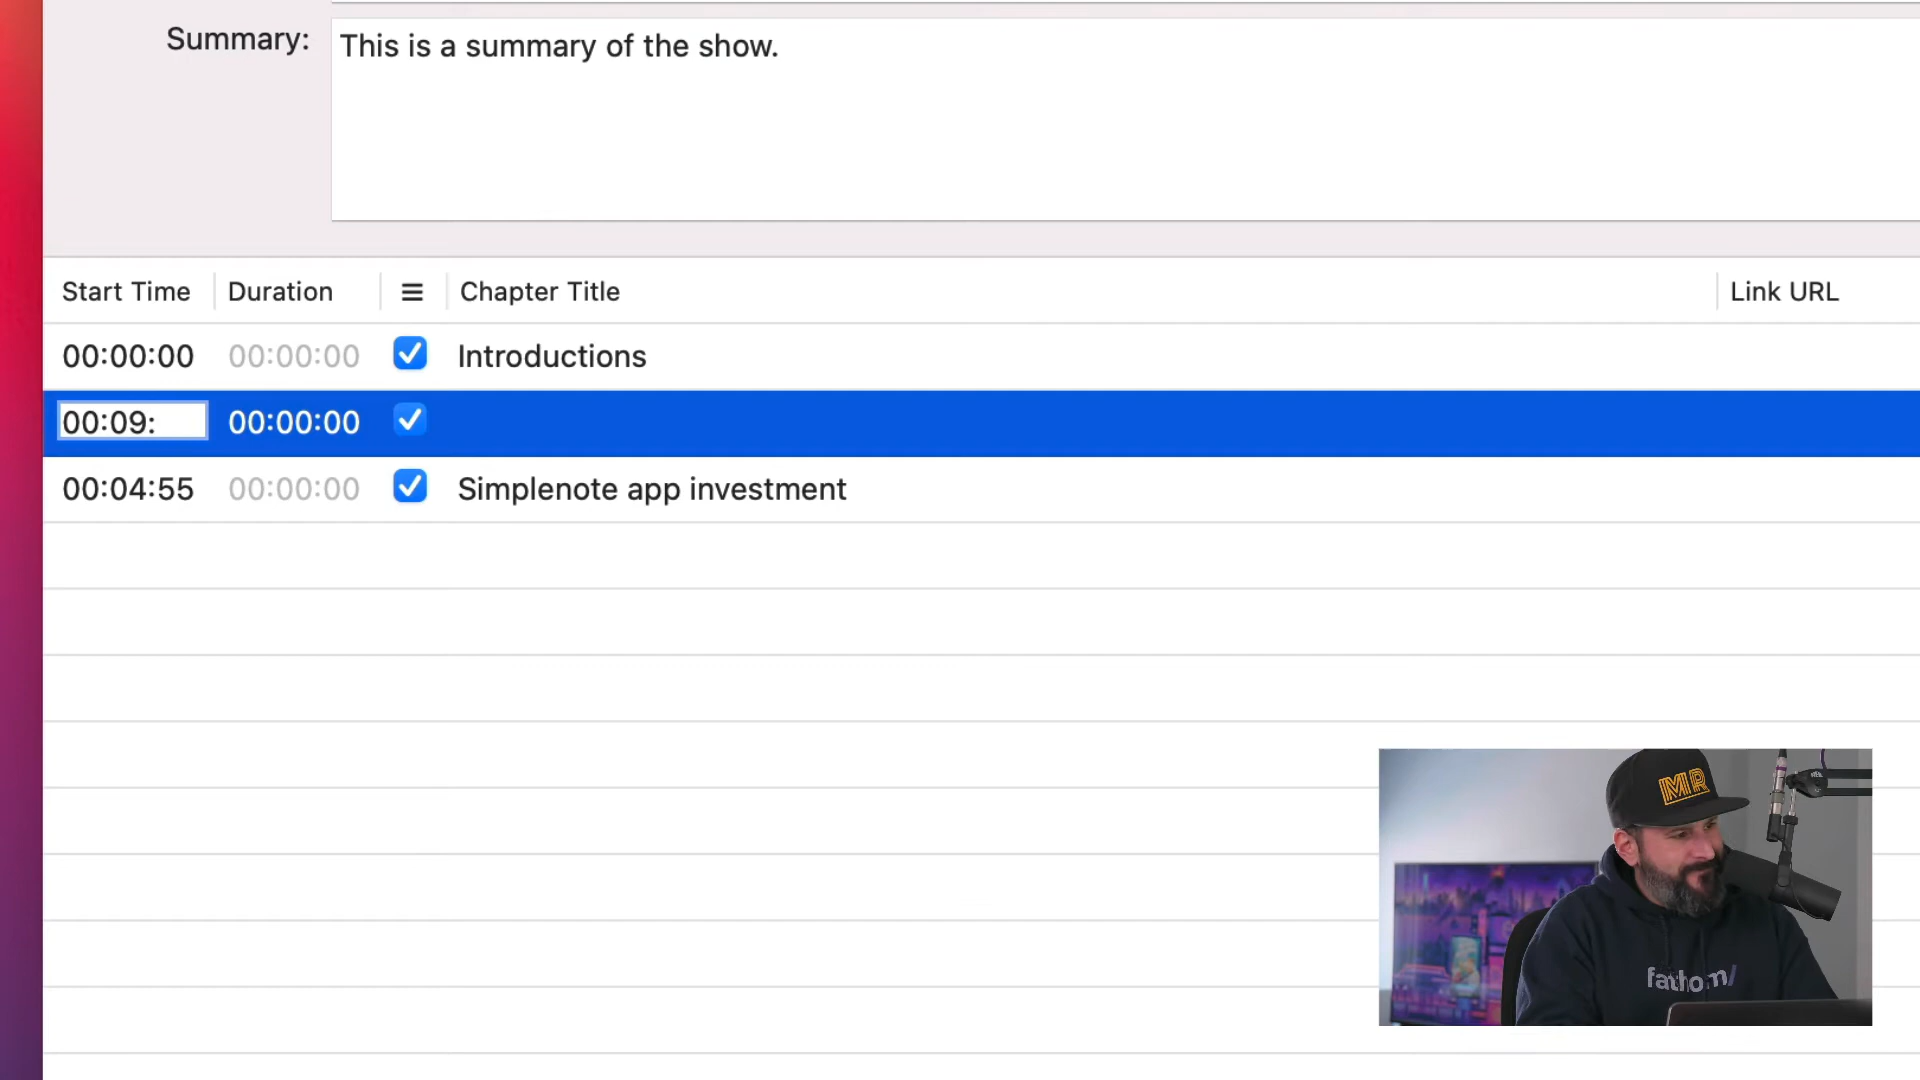 Summary: This is a summary of the show.
Start Time Duration Chapter Title Link URL
00:00:00 00:00:00 Introductions
00:09: 00:00:00
00:04:55 00:00:00 Simplenote app investment
MR
fathom/